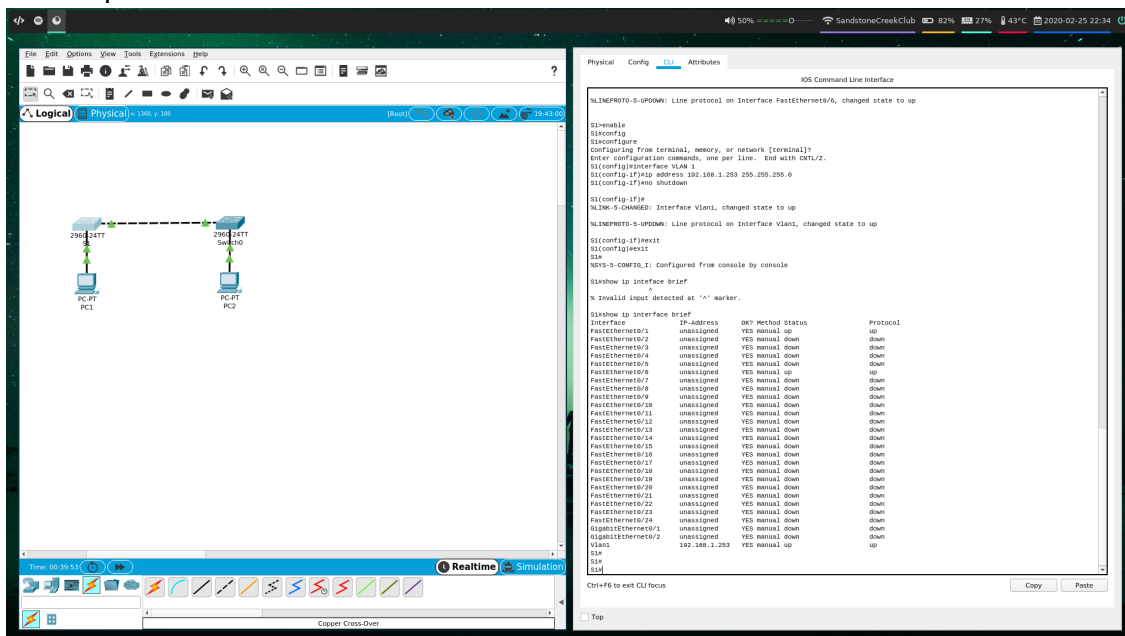 50%
SandstoneCreekClub
82%
27%
43°C
2020-02-25 22:34
File Edit Options View Tools Extensions Help
?
Logical
Physical
x: 1360, y: 180
[Root]
19:43:00
2960-24TT
S1
2960-24TT
Switch0
PC-PT
PC1
PC-PT
PC2
Time: 00:39:53
Realtime
Simulation
Copper Cross-Over
Physical Config CLI Attributes
IOS Command Line Interface
%LINEPROTO-5-UPDOWN: Line protocol on Interface FastEthernet0/6, changed state to up
S1>enable
S1#config
S1#configure
Configuring from terminal, memory, or network [terminal]?
Enter configuration commands, one per line. End with CNTL/Z.
S1(config)#interface VLAN 1
S1(config-if)#ip address 192.168.1.253 255.255.255.0
S1(config-if)#no shutdown
S1(config-if)#
%LINK-5-CHANGED: Interface Vlan1, changed state to up
%LINEPROTO-5-UPDOWN: Line protocol on Interface Vlan1, changed state to up
S1(config-if)#exit
S1(config)#exit
S1#
%SYS-5-CONFIG_I: Configured from console by console
S1#show ip inteface brief
^
% Invalid input detected at '^' marker.
S1#show ip interface brief
Interface IP-Address OK? Method Status Protocol
FastEthernet0/1 unassigned YES manual up up
FastEthernet0/2 unassigned YES manual down down
FastEthernet0/3 unassigned YES manual down down
FastEthernet0/4 unassigned YES manual down down
FastEthernet0/5 unassigned YES manual down down
FastEthernet0/6 unassigned YES manual up up
FastEthernet0/7 unassigned YES manual down down
FastEthernet0/8 unassigned YES manual down down
FastEthernet0/9 unassigned YES manual down down
FastEthernet0/10 unassigned YES manual down down
FastEthernet0/11 unassigned YES manual down down
FastEthernet0/12 unassigned YES manual down down
FastEthernet0/13 unassigned YES manual down down
FastEthernet0/14 unassigned YES manual down down
FastEthernet0/15 unassigned YES manual down down
FastEthernet0/16 unassigned YES manual down down
FastEthernet0/17 unassigned YES manual down down
FastEthernet0/18 unassigned YES manual down down
FastEthernet0/19 unassigned YES manual down down
FastEthernet0/20 unassigned YES manual down down
FastEthernet0/21 unassigned YES manual down down
FastEthernet0/22 unassigned YES manual down down
FastEthernet0/23 unassigned YES manual down down
FastEthernet0/24 unassigned YES manual down down
GigabitEthernet0/1 unassigned YES manual down down
GigabitEthernet0/2 unassigned YES manual down down
Vlan1 192.168.1.253 YES manual up up
S1#
S1#
S1#
Ctrl+F6 to exit CLI focus
Copy
Paste
Top